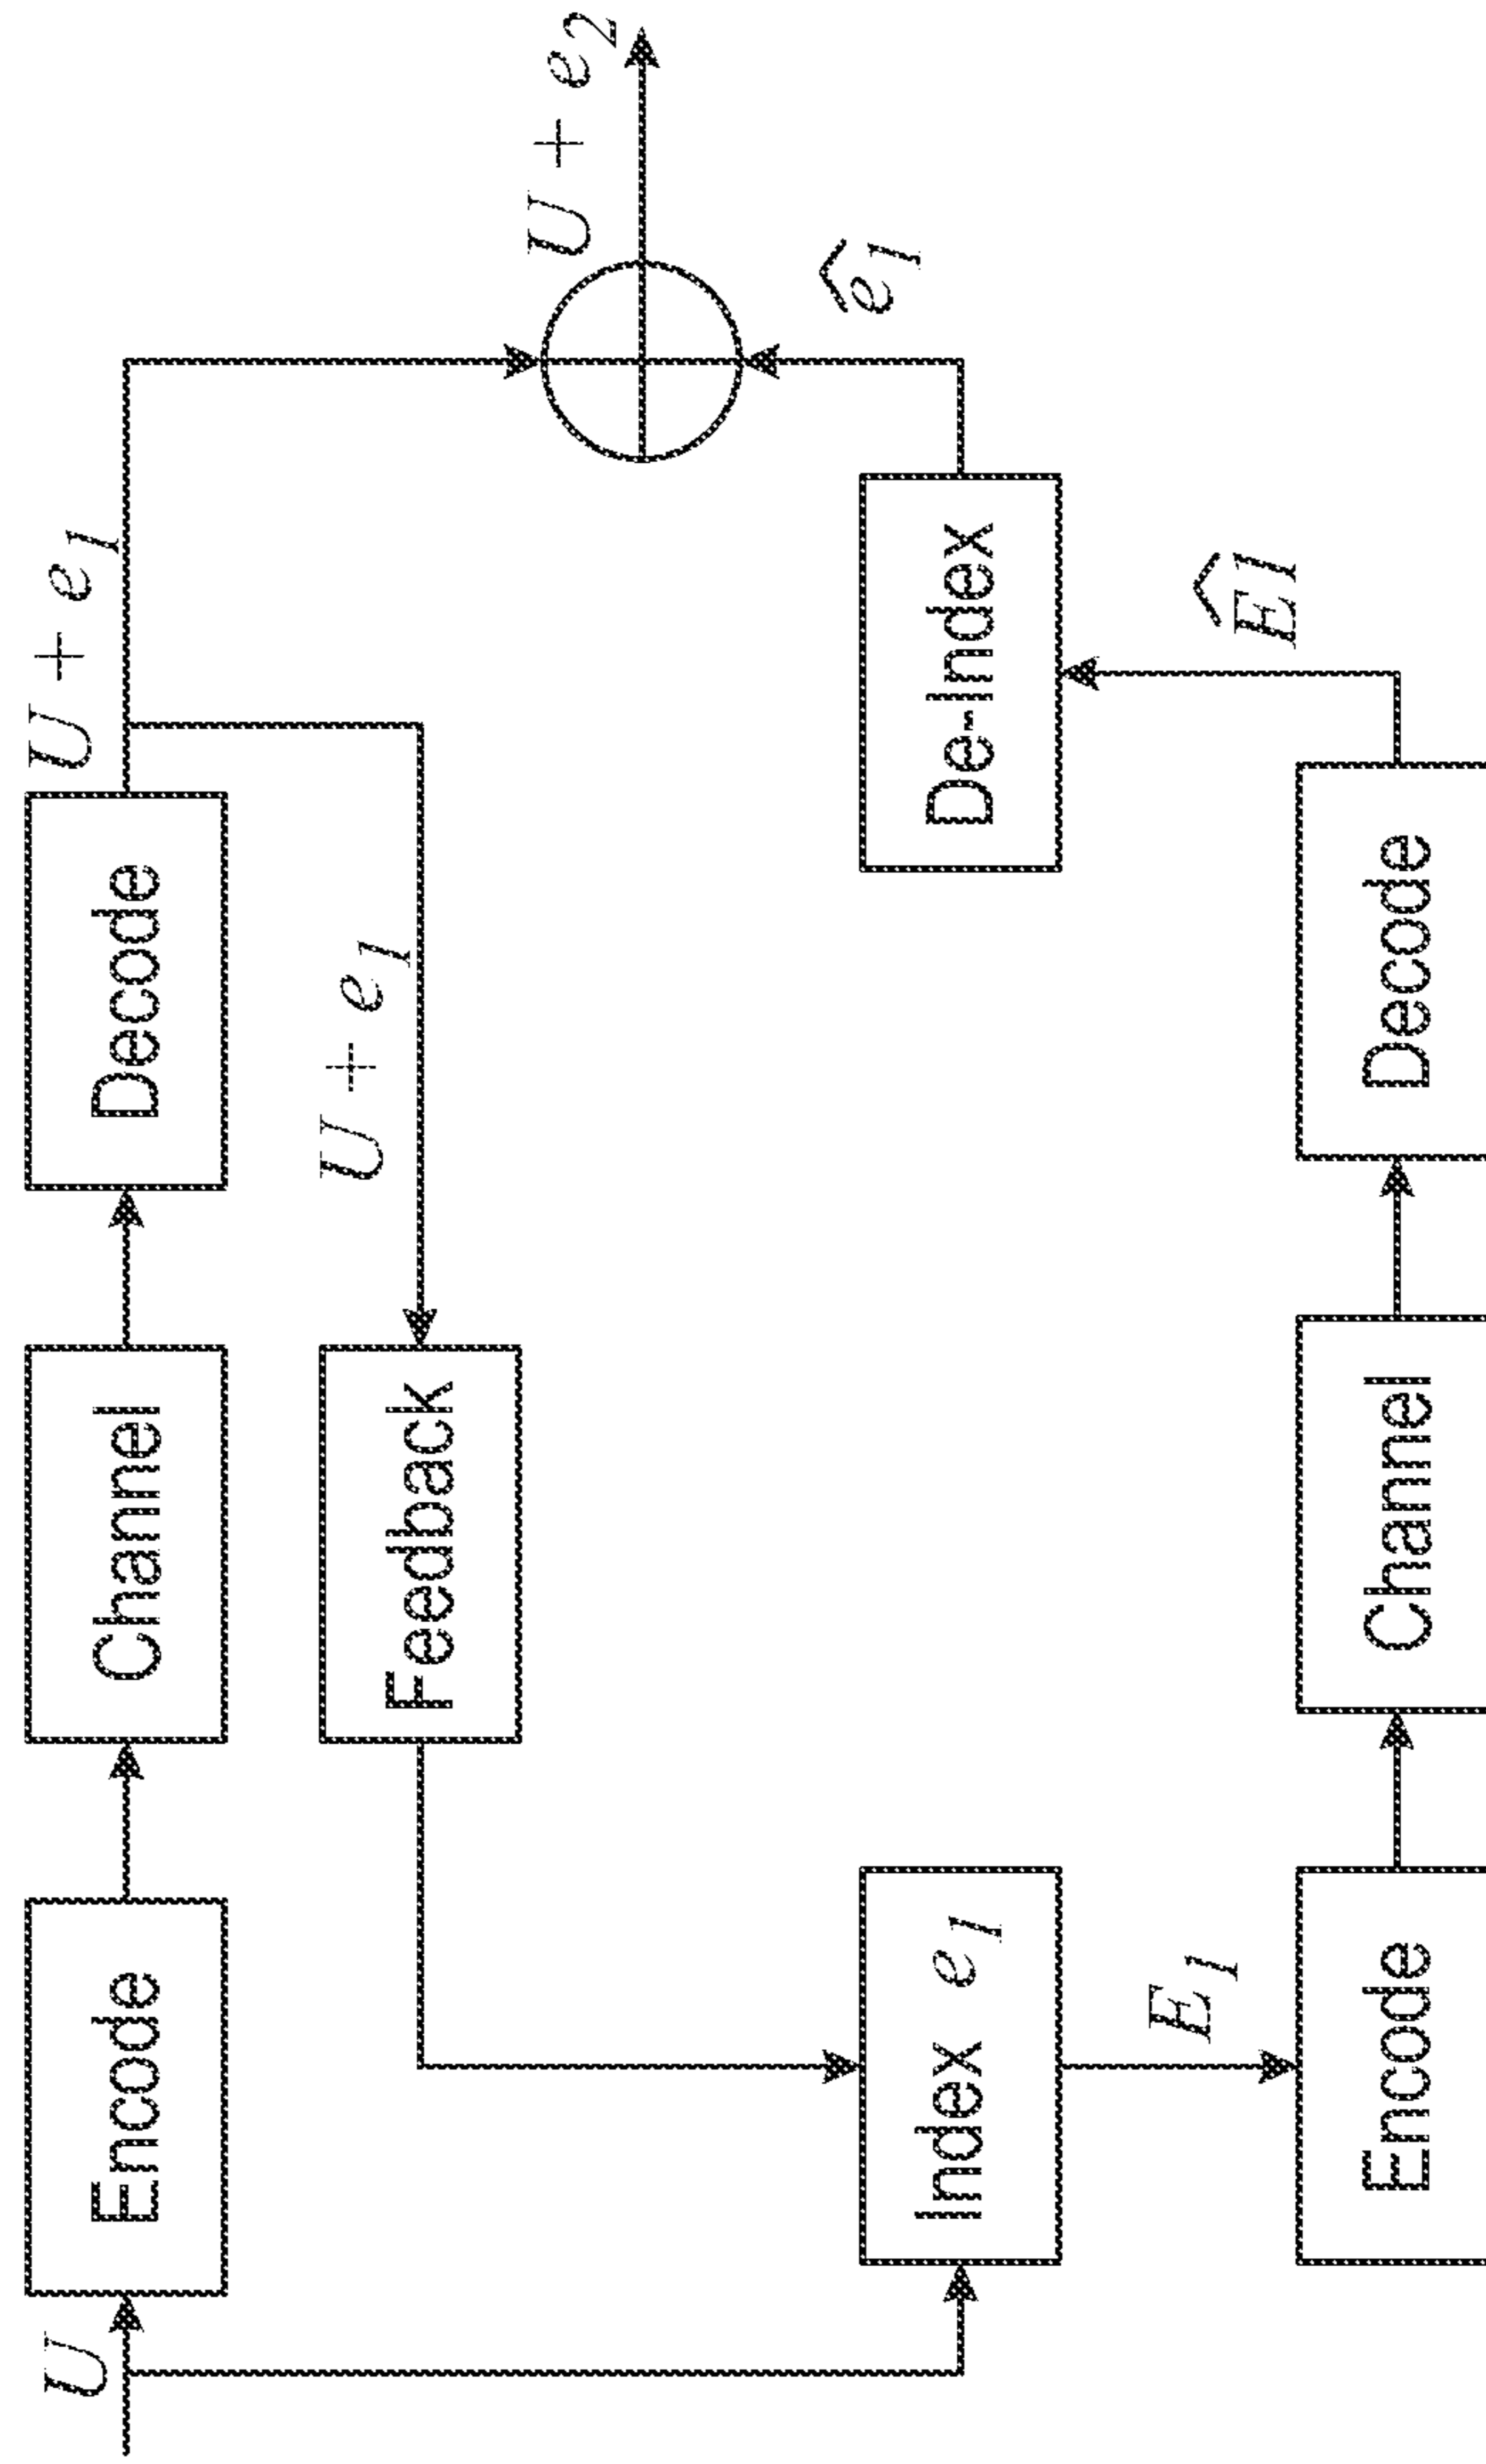 U
Encode
Channel
Decode
U + e₁
Feedback
U + e₁
U + e₂
Index e₁
De-Index
ê₁
E₁
Ê1
Encode
Channel
Decode